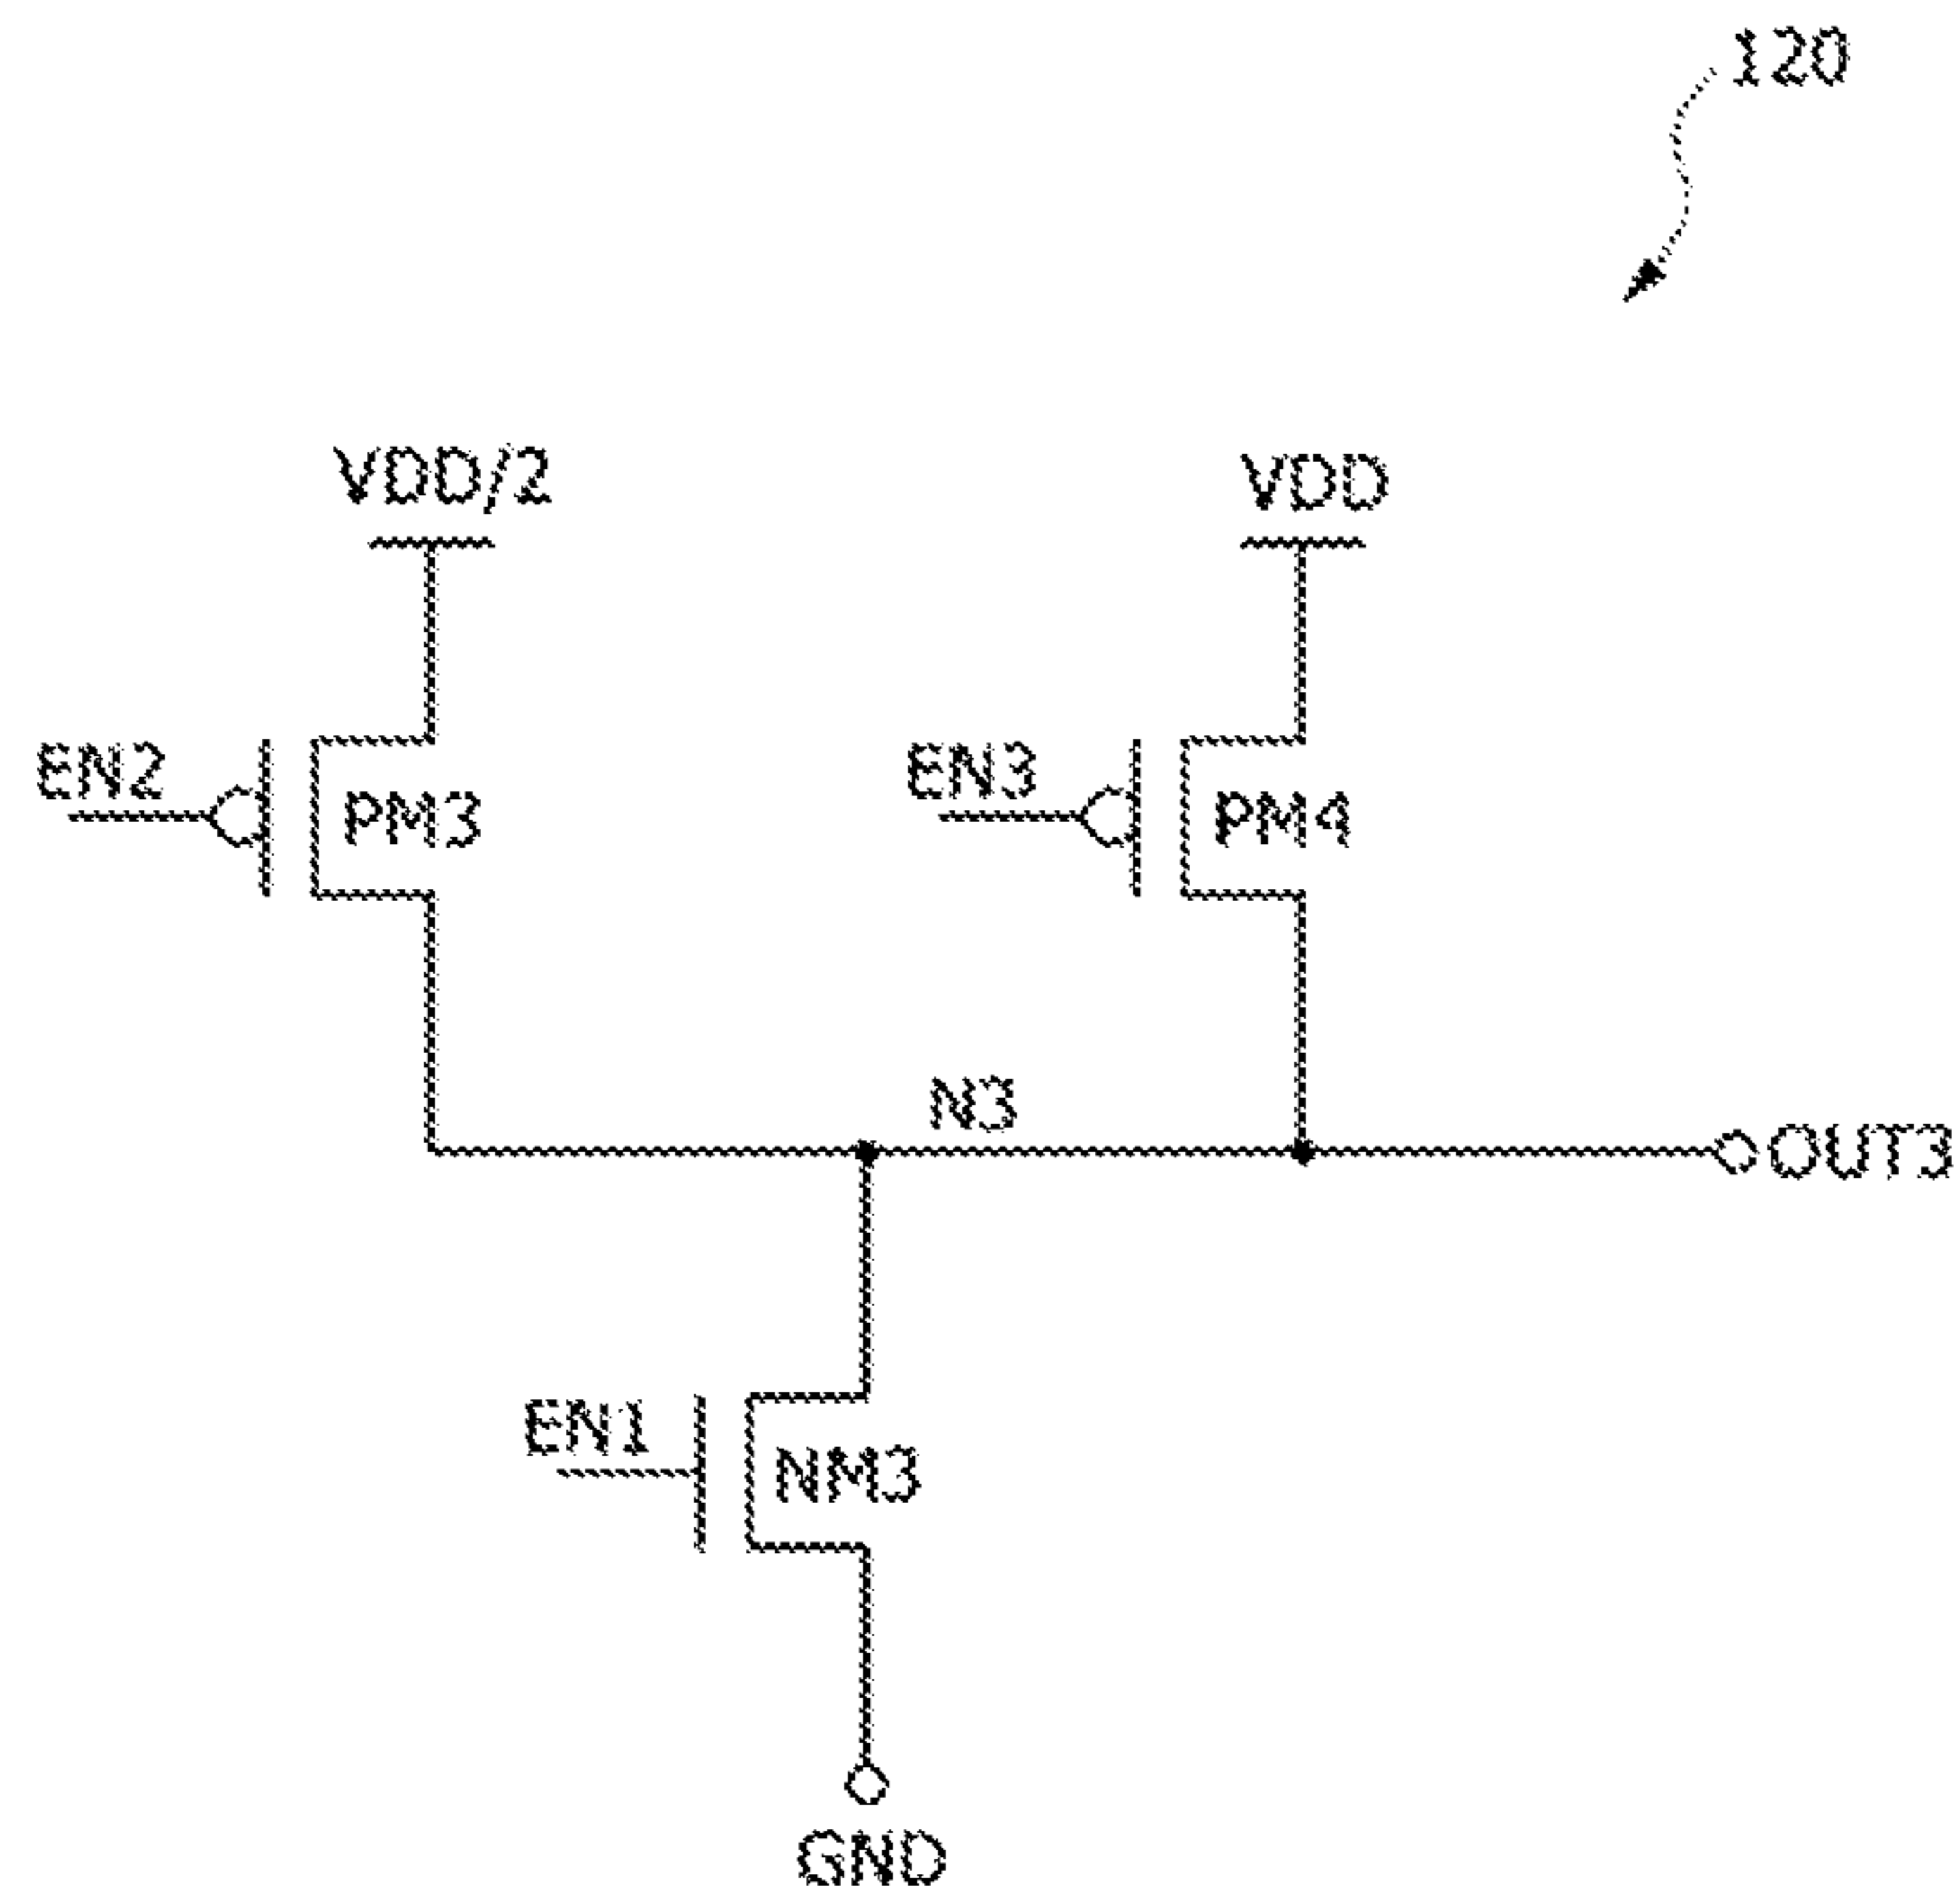 120
VDD/2
VDD
EN2
PM3
EN3
PM4
N3
OUT3
EN1
NM3
GND